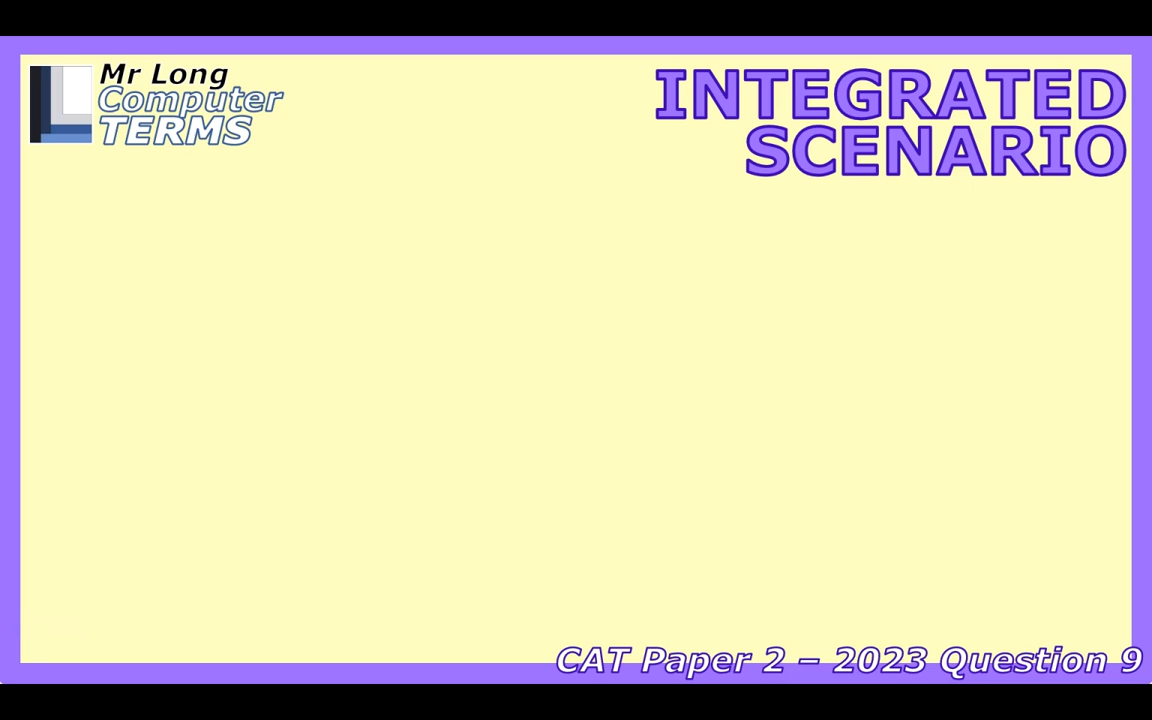 Mr Long
Computer
TERMS
INTEGRATED
SCENARIO
CAT Paper 2 – 2023 Question 9